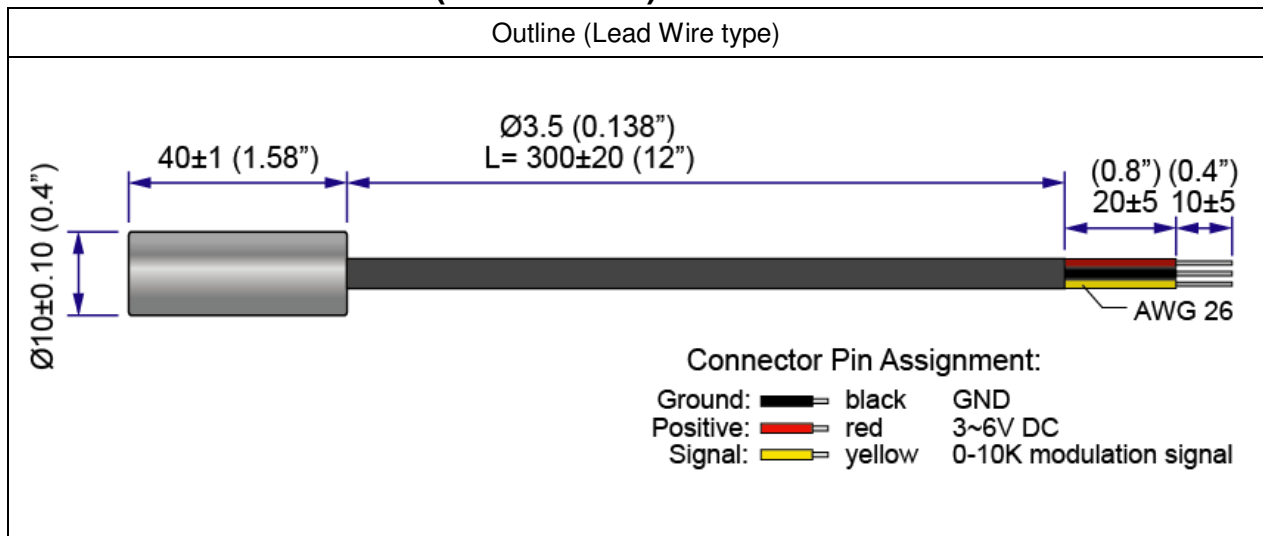 Outline (Lead Wire type)
Ø3.5 (0.138”)
40±1 (1.58”)
L= 300±20 (12”)
(0.8”) (0.4”)
20±5 10±5
Ø10±0.10 (0.4”)
AWG 26
Connector Pin Assignment:
Ground: black GND
Positive: red 3~6V DC
Signal: yellow 0-10K modulation signal